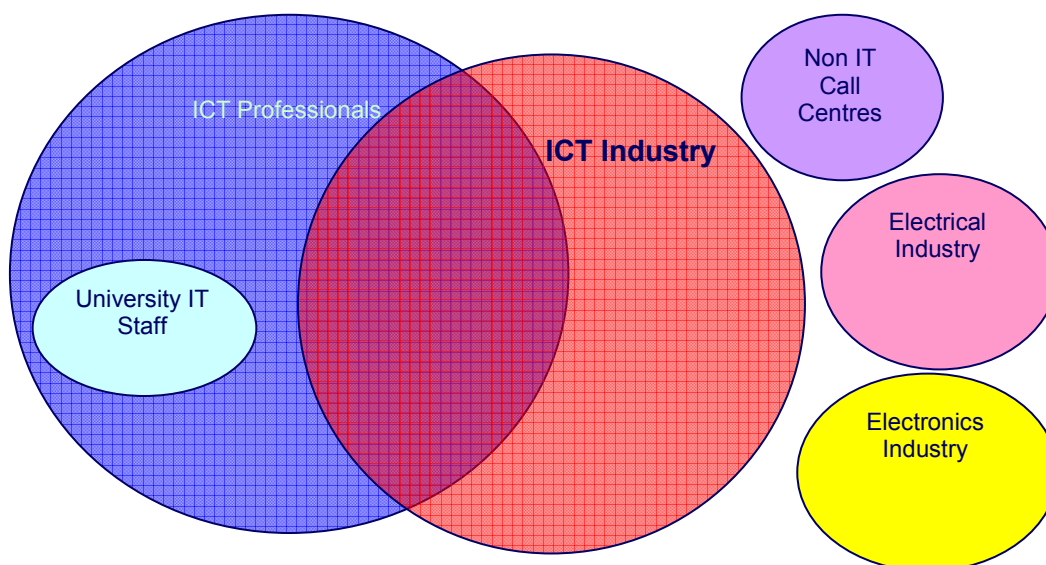 ICT Professionals
ICT Industry
Non IT
Call
Centres
Electrical
Industry
University IT
Staff
Electronics
Industry